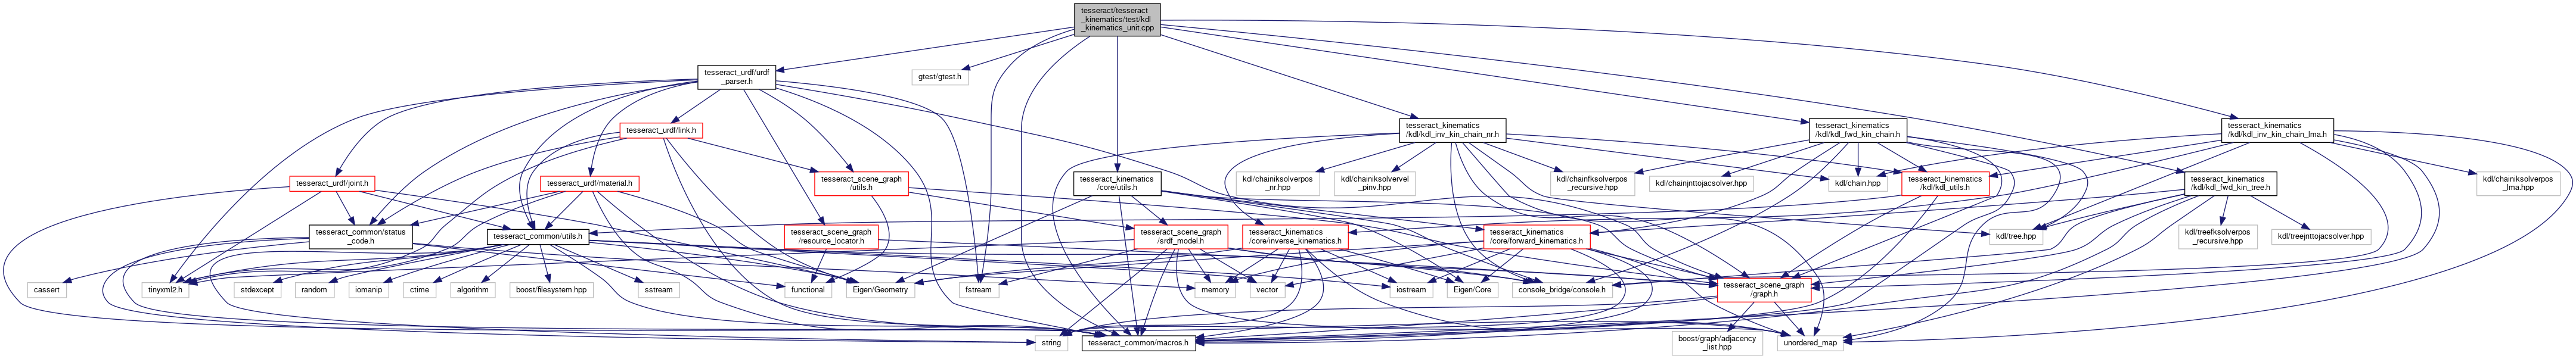 tesseract/tesseract
_kinematics/test/kdl
_kinematics_unit.cpp
tesseract_urdf/urdf
_parser.h
gtest/gtest.h
tesseract_urdf/link.h
tesseract_kinematics
/kdl/kdl_inv_kin_chain_nr.h
tesseract_kinematics
/kdl/kdl_fwd_kin_chain.h
tesseract_kinematics
/kdl/kdl_inv_kin_chain_lma.h
tesseract_urdf/joint.h
tesseract_urdf/material.h
tesseract_scene_graph
/utils.h
tesseract_kinematics
/core/utils.h
kdl/chainiksolverpos
_nr.hpp
kdl/chainiksolvervel
_pinv.hpp
kdl/chainfksolverpos
_recursive.hpp
kdl/chainjnttojacsolver.hpp
kdl/chain.hpp
tesseract_kinematics
/kdl/kdl_utils.h
tesseract_kinematics
/kdl/kdl_fwd_kin_tree.h
kdl/chainiksolverpos
_lma.hpp
tesseract_common/status
_code.h
tesseract_common/utils.h
tesseract_scene_graph
/resource_locator.h
tesseract_scene_graph
/srdf_model.h
tesseract_kinematics
/core/inverse_kinematics.h
tesseract_kinematics
/core/forward_kinematics.h
kdl/tree.hpp
kdl/treefksolverpos
_recursive.hpp
kdl/treejnttojacsolver.hpp
cassert
tinyxml2.h
stdexcept
random
iomanip
ctime
algorithm
boost/filesystem.hpp
sstream
functional
Eigen/Geometry
fstream
memory
vector
iostream
Eigen/Core
console_bridge/console.h
tesseract_scene_graph
/graph.h
string
tesseract_common/macros.h
boost/graph/adjacency
_list.hpp
unordered_map